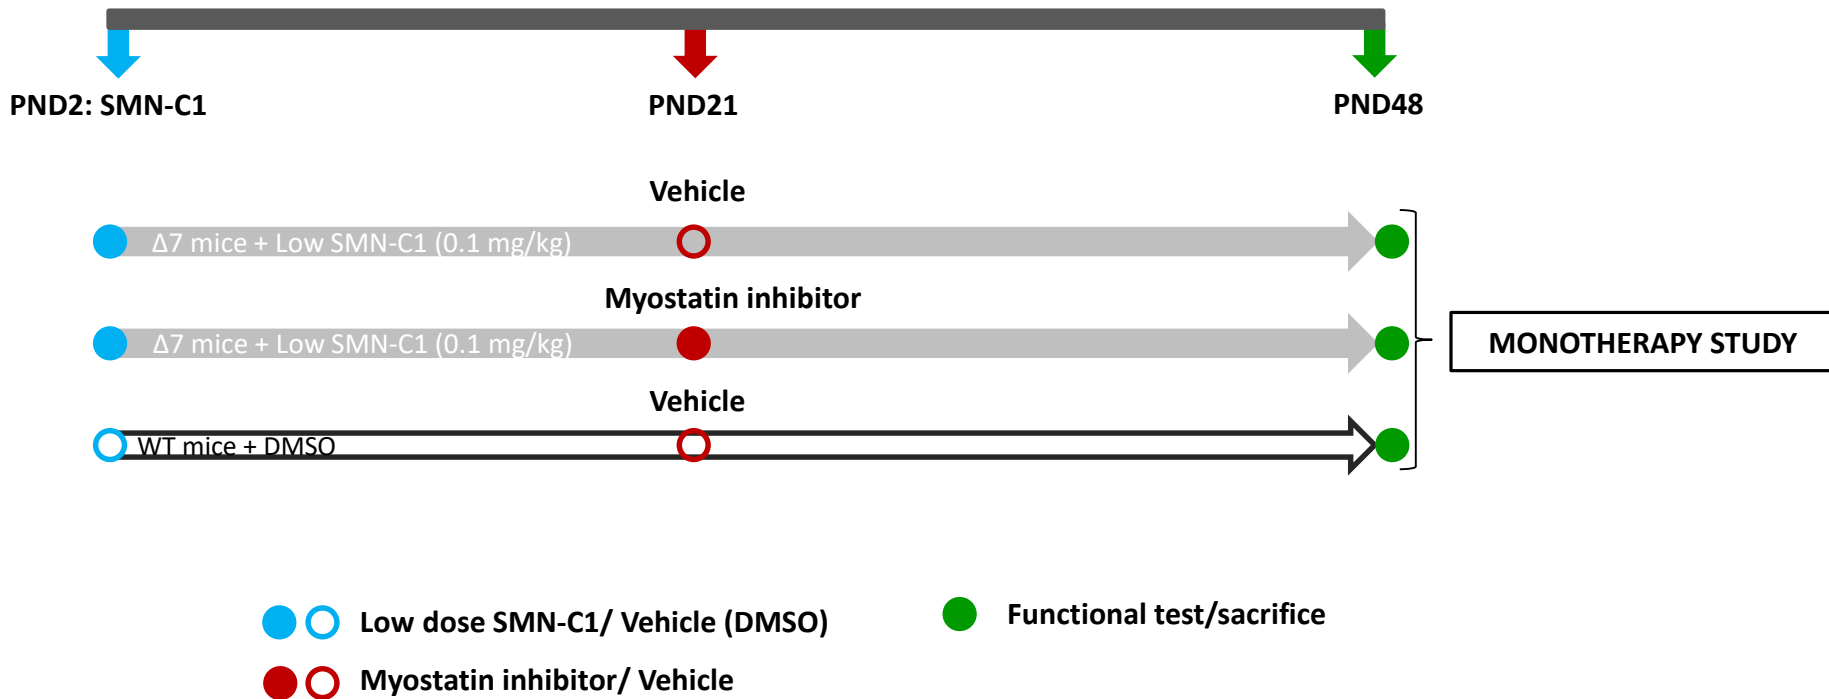 PND2: SMN-C1
PND21
PND48
Vehicle
Δ7 mice + Low SMN-C1 (0.1 mg/kg)
Myostatin inhibitor
Δ7 mice + Low SMN-C1 (0.1 mg/kg)
MONOTHERAPY STUDY
Vehicle
WT mice + DMSO
Low dose SMN-C1/ Vehicle (DMSO)
Functional test/sacrifice
Myostatin inhibitor/ Vehicle